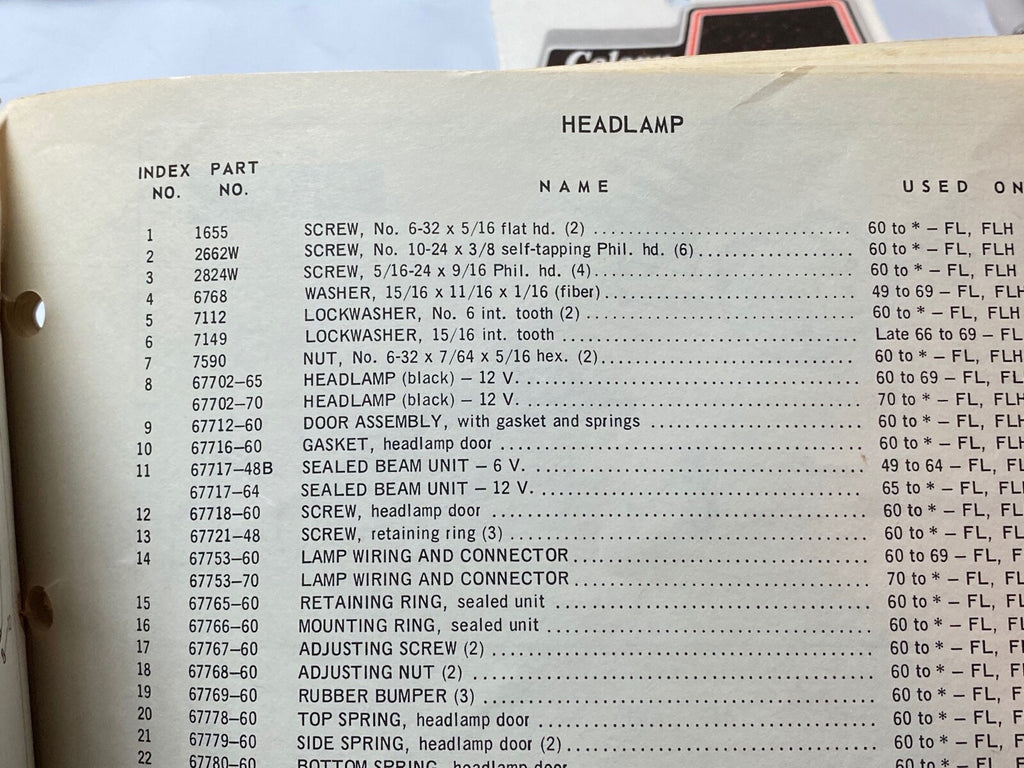 HEADLAMP
INDEX NO. PART NO. NAME USED ON
1 1655 SCREW, No. 6-32 x 5/16 flat hd. (2) 60 to * – FL, FLH
2 2662W SCREW, No. 10-24 x 3/8 self-tapping Phil. hd. (6) 60 to * – FL, FLH
3 2824W SCREW, 5/16-24 x 9/16 Phil. hd. (4) 60 to * – FL, FLH
4 6768 WASHER, 15/16 x 11/16 x 1/16 (fiber) 49 to 69 – FL, FLH
5 7112 LOCKWASHER, No. 6 int. tooth (2) 60 to * – FL, FLH
6 7149 LOCKWASHER, 15/16 int. tooth Late 66 to 69 – FL
7 7590 NUT, No. 6-32 x 7/64 x 5/16 hex. (2) 60 to * – FL, FLH
8 67702–65 HEADLAMP (black) – 12 V. 60 to 69 – FL,
67702–70 HEADLAMP (black) – 12 V. 70 to * – FL, FLH
9 67712–60 DOOR ASSEMBLY, with gasket and springs 60 to * – FL, FLH
10 67716–60 GASKET, headlamp door 60 to * – FL, FLH
11 67717–48B SEALED BEAM UNIT – 6 V. 49 to 64 – FL,
67717–64 SEALED BEAM UNIT – 12 V. 65 to * – FL,
12 67718–60 SCREW, headlamp door 60 to * – FL,
13 67721–48 SCREW, retaining ring (3) 60 to * – FL,
14 67753–60 LAMP WIRING AND CONNECTOR 60 to 69 – FL,
67753–70 LAMP WIRING AND CONNECTOR 70 to * – FL,
15 67765–60 RETAINING RING, sealed unit 60 to * – FL,
16 67766–60 MOUNTING RING, sealed unit 60 to * – FL,
17 67767–60 ADJUSTING SCREW (2) 60 to * – FL,
18 67768–60 ADJUSTING NUT (2) 60 to * – FL,
19 67769–60 RUBBER BUMPER (3) 60 to * – FL,
20 67778–60 TOP SPRING, headlamp door 60 to * – FL,
21 67779–60 SIDE SPRING, headlamp door (2) 60 to * – FL,
22 67780–60 BOTTOM SPRING, headlamp door 60 to * – FL,